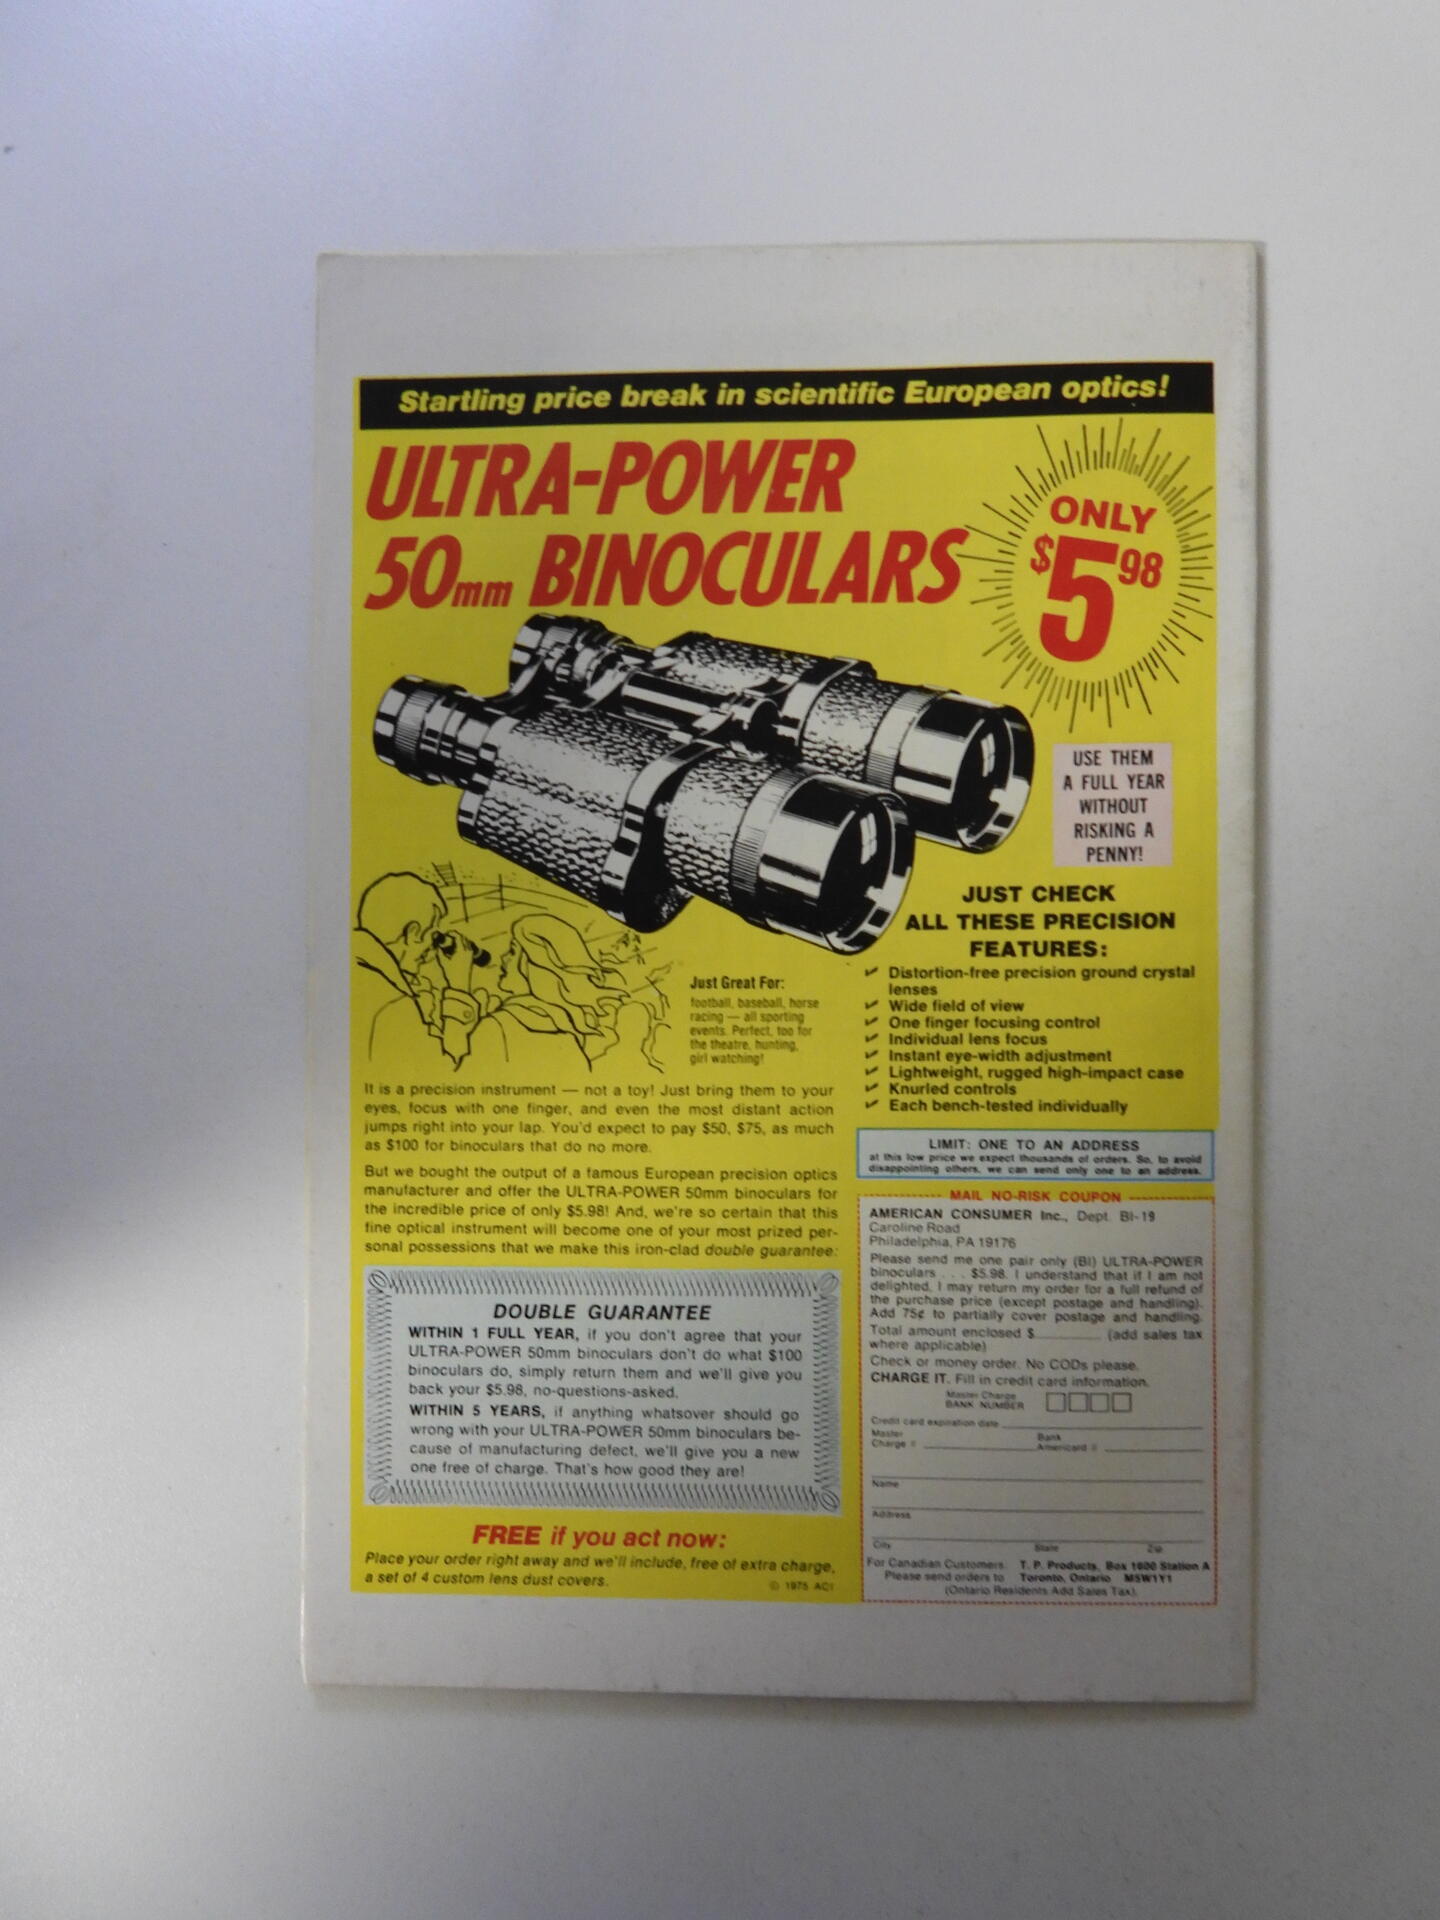 Startling price break in scientific European optics!
ULTRA-POWER
50mm BINOCULARS
ONLY
$5 98
USE THEM
A FULL YEAR
WITHOUT
RISKING A
PENNY!
JUST CHECK
ALL THESE PRECISION
FEATURES:
✓ Distortion-free precision ground crystal
lenses
✓ Wide field of view
✓ One finger focusing control
✓ Individual lens focus
✓ Instant eye-width adjustment
✓ Lightweight, rugged high-impact case
✓ Knurled controls
✓ Each bench-tested individually
Just Great For:
football, baseball, horse
racing — all sporting
events. Perfect, too for
the theatre, hunting,
girl watching!
It is a precision instrument — not a toy! Just bring them to your
eyes, focus with one finger, and even the most distant action
jumps right into your lap. You'd expect to pay $50, $75, as much
as $100 for binoculars that do no more.
But we bought the output of a famous European precision optics
manufacturer and offer the ULTRA-POWER 50mm binoculars for
the incredible price of only $5.98! And, we're so certain that this
fine optical instrument will become one of your most prized per-
sonal possessions that we make this iron-clad double guarantee:
DOUBLE GUARANTEE
WITHIN 1 FULL YEAR, if you don't agree that your
ULTRA-POWER 50mm binoculars don't do what $100
binoculars do, simply return them and we'll give you
back your $5.98, no-questions-asked.
WITHIN 5 YEARS, if anything whatsover should go
wrong with your ULTRA-POWER 50mm binoculars be-
cause of manufacturing defect, we'll give you a new
one free of charge. That's how good they are!
FREE if you act now:
Place your order right away and we'll include, free of extra charge,
a set of 4 custom lens dust covers.
© 1975 ACI
LIMIT: ONE TO AN ADDRESS
at this low price we expect thousands of orders. So, to avoid
disappointing others, we can send only one to an address.
MAIL NO-RISK COUPON
AMERICAN CONSUMER Inc., Dept. BI-19
Caroline Road
Philadelphia, PA 19176
Please send me one pair only (BI) ULTRA-POWER
binoculars . . . $5.98. I understand that if I am not
delighted, I may return my order for a full refund of
the purchase price (except postage and handling).
Add 75¢ to partially cover postage and handling.
Total amount enclosed $ (add sales tax
where applicable)
Check or money order. No CODs please.
CHARGE IT. Fill in credit card information.
Master Charge
BANK NUMBER
Credit card expiration date
Master Bank
Charge # Americard #
Name
Address
City State Zip
For Canadian Customers. T. P. Products, Box 1600 Station A
Please send orders to Toronto, Ontario M5W1Y1
(Ontario Residents Add Sales Tax).